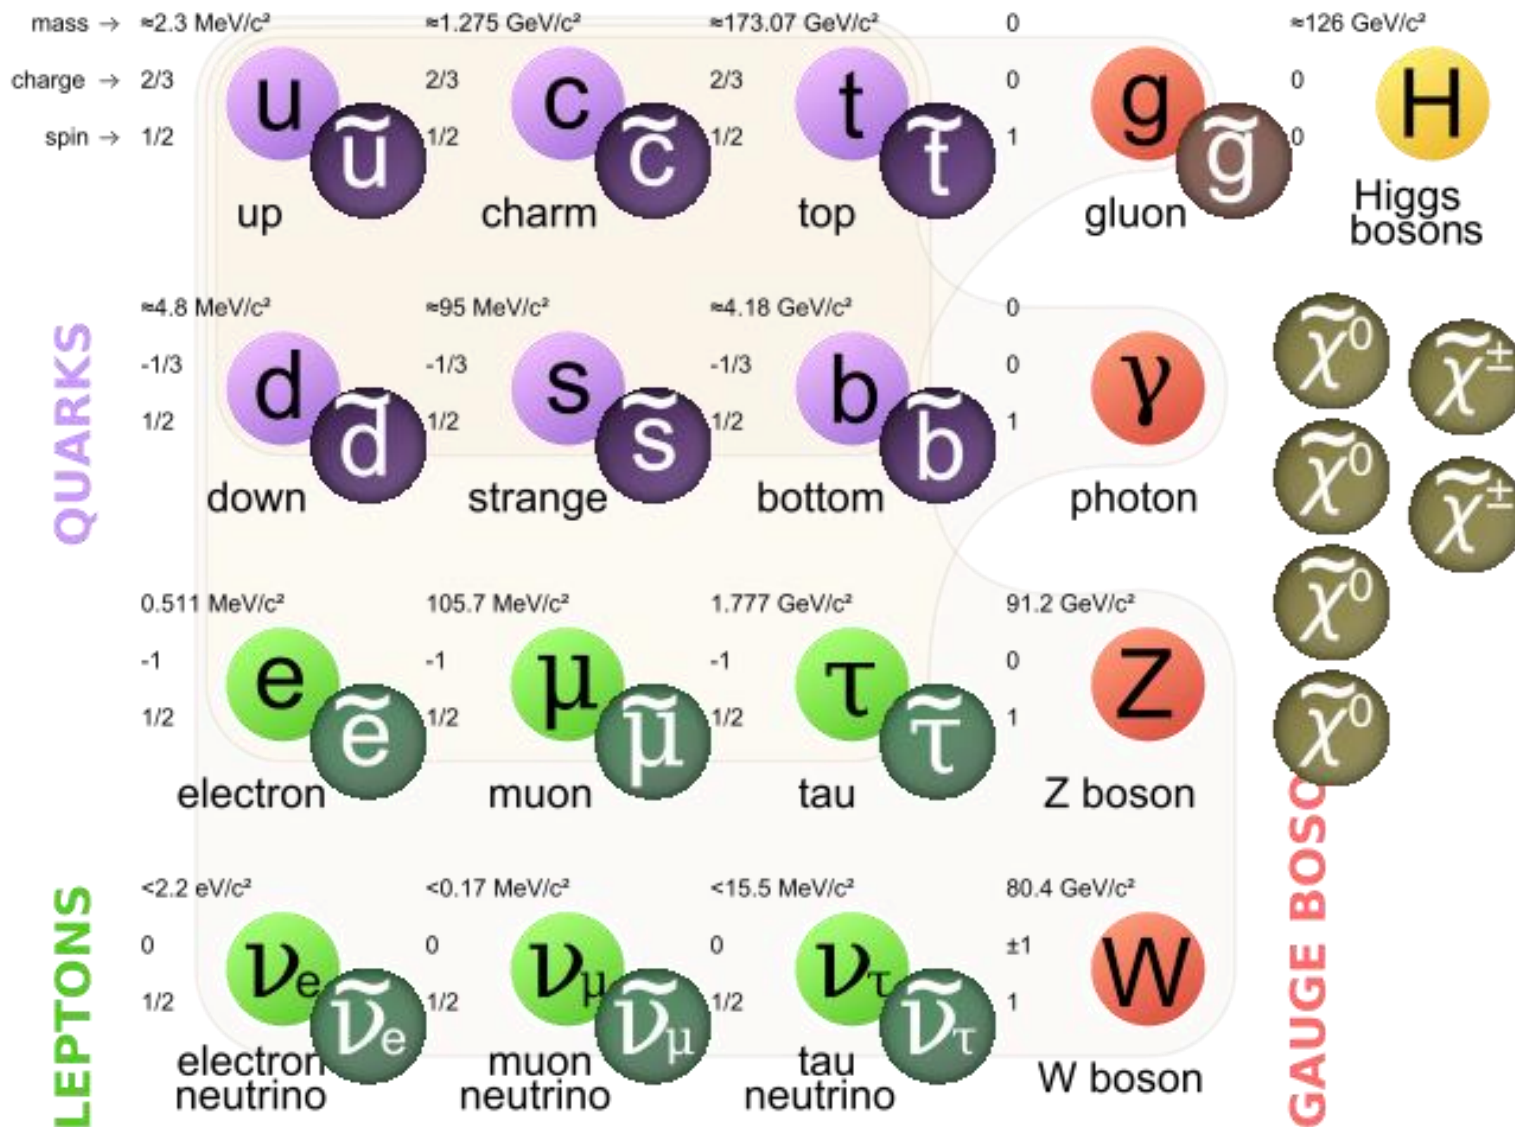 mass → ≈2.3 MeV/c² ≈1.275 GeV/c² ≈173.07 GeV/c² 0 ≈126 GeV/c²
charge → 2/3 2/3 2/3 0 0
spin → 1/2 1/2 1/2 1 0
u ũ c c̃ t t̃ g g̃ H
up charm top gluon Higgs
bosons
≈4.8 MeV/c² ≈95 MeV/c² ≈4.18 GeV/c² 0
-1/3 -1/3 -1/3 0
1/2 1/2 1/2 1
d d̃ s s̃ b b̃ γ
down strange bottom photon
QUARKS
χ̃⁰ χ̃±
χ̃⁰ χ̃±
χ̃⁰
χ̃⁰
0.511 MeV/c² 105.7 MeV/c² 1.777 GeV/c² 91.2 GeV/c²
-1 -1 -1 0
1/2 1/2 1/2 1
e ẽ μ μ̃ τ τ̃ Z
electron muon tau Z boson
<2.2 eV/c² <0.17 MeV/c² <15.5 MeV/c² 80.4 GeV/c²
0 0 0 ±1
1/2 1/2 1/2 1
νe ν̃e νμ ν̃μ ντ ν̃τ W
electron muon tau W boson
neutrino neutrino neutrino
LEPTONS
GAUGE BOSO